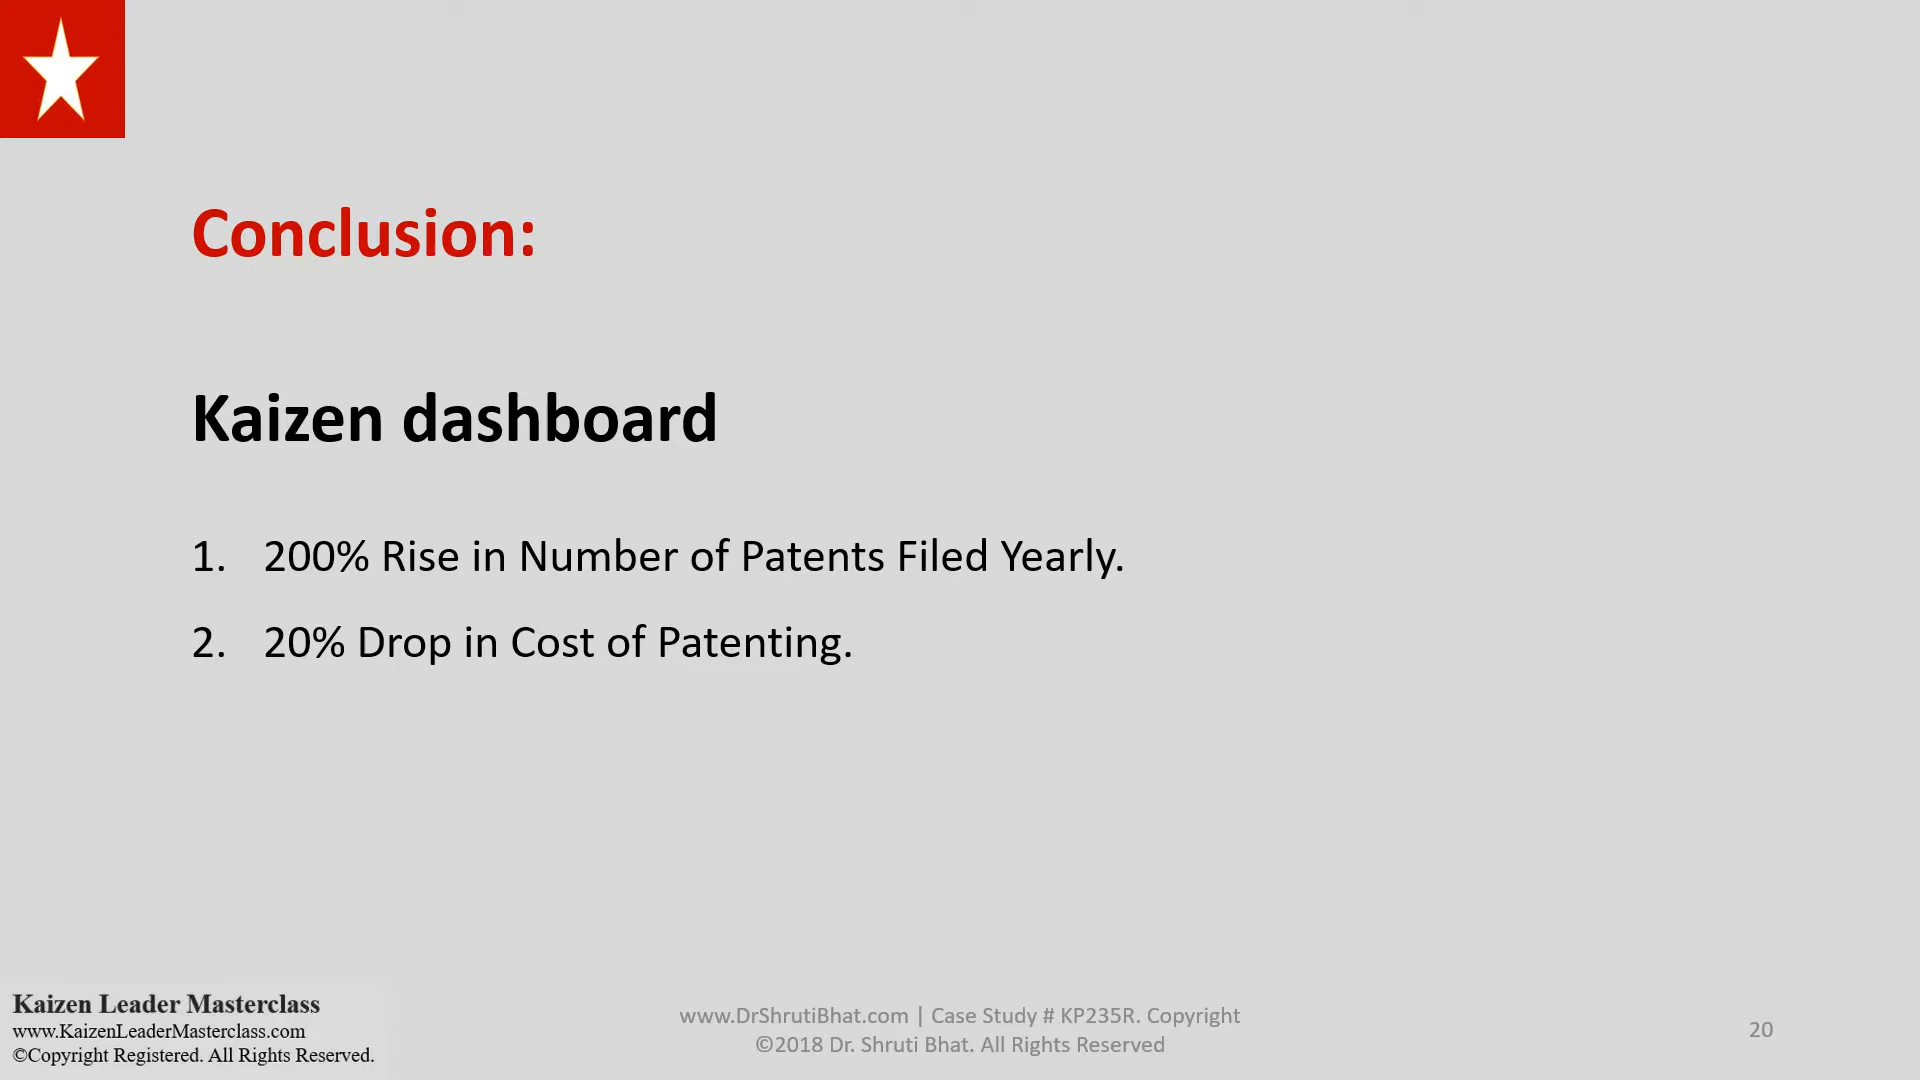 Conclusion:
Kaizen dashboard
1. 200% Rise in Number of Patents Filed Yearly.
2. 20% Drop in Cost of Patenting.
Kaizen Leader Masterclass
www.KaizenLeaderMasterclass.com
©Copyright Registered. All Rights Reserved.
www.DrShrutiBhat.com | Case Study # KP235R. Copyright
©2018 Dr. Shruti Bhat. All Rights Reserved
20